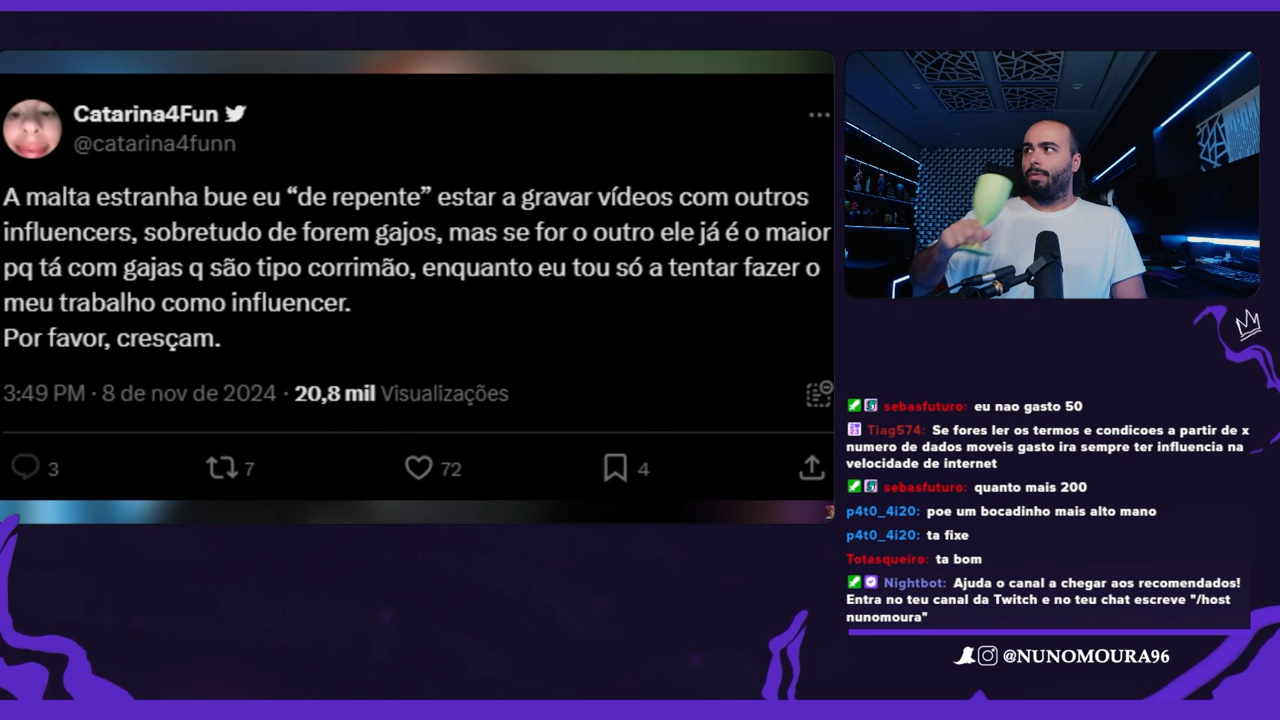 Catarina4Fun
@catarina4funn
A malta estranha bue eu “de repente” estar a gravar vídeos com outros
influencers, sobretudo de forem gajos, mas se for o outro ele já é o maior
pq tá com gajas q são tipo corrimão, enquanto eu tou só a tentar fazer o
meu trabalho como influencer.
Por favor, cresçam.
3:49 PM · 8 de nov de 2024 · 20,8 mil Visualizações
3 7 72 4
sebasfuturo: eu nao gasto 50
Tiag574: Se fores ler os termos e condicoes a partir de x
numero de dados moveis gasto ira sempre ter influencia na
velocidade de internet
sebasfuturo: quanto mais 200
p4t0_4i20: poe um bocadinho mais alto mano
p4t0_4i20: ta fixe
Totasqueiro: ta bom
Nightbot: Ajuda o canal a chegar aos recomendados!
Entra no teu canal da Twitch e no teu chat escreve "/host
nunomoura"
@NUNOMOURA96